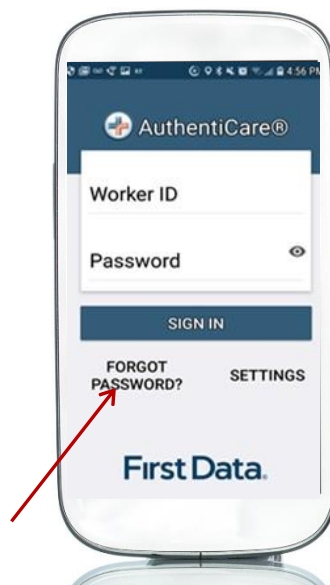 4:56 PM
AuthentiCare®
Worker ID
Password
SIGN IN
FORGOT
PASSWORD?
SETTINGS
First Data.